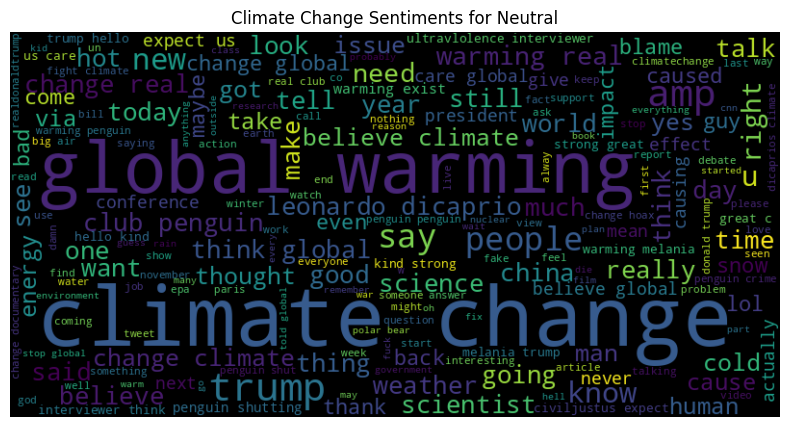 Climate Change Sentiments for Neutral
trump hello
expect us
look
issue
ultraviolence interviewer
blame
climatechange
last
way
talk
kid
un
hot new
us care
change global
warming real
probably
class
fight climate
real club
co
need
care global
give
keep
caused
amp
realdonaldtrump
change real
maybe
got
tell
warming exist
impact
fact
support
everything
cnn
come
research
call
year
president
ask
nothing
reason
stop
via
bill
today
anything
outside
take
still
world
yes guy
right
warming penguin
earth
believe climate
book
big
air
saying
action
make
strong great
effect
report
debate
started
dicaprios climate
bad
read
global warming
end
live
alway
first
u
see
conference
winter
watch
leonardo dicaprio
much
causing
think
day
please
use
club penguin
even
penguin penguin
nuclear
view
change hoax
mean
great c
love
energy
damn
hello kind
work
wait
plan
people
time
one
guess
rain
show
think global
every
say
warming melania
donald trump
seen
find
want
many
thought
everyone
good
kind strong
fake
feel
china
really
snow
penguin crime
water
november
science
a
die
film
believe global
problem
environment
job
epa
paris
remember
war
someone answer
lol
change documentary
coming
tweet
told global
might
oh
fix
part
climate change
polar bear
question
actually
stop global
change climate
week
start
melania trump
man
cold
something
thing
back
interesting
article
never
talking
said
well
warm
next
penguin shut
fuck
government
going
cause
video
believe
go
trump
weather
hell
know
god
interviewer think
penguin shutting
may
thank
scientist
civiljustus expect
human